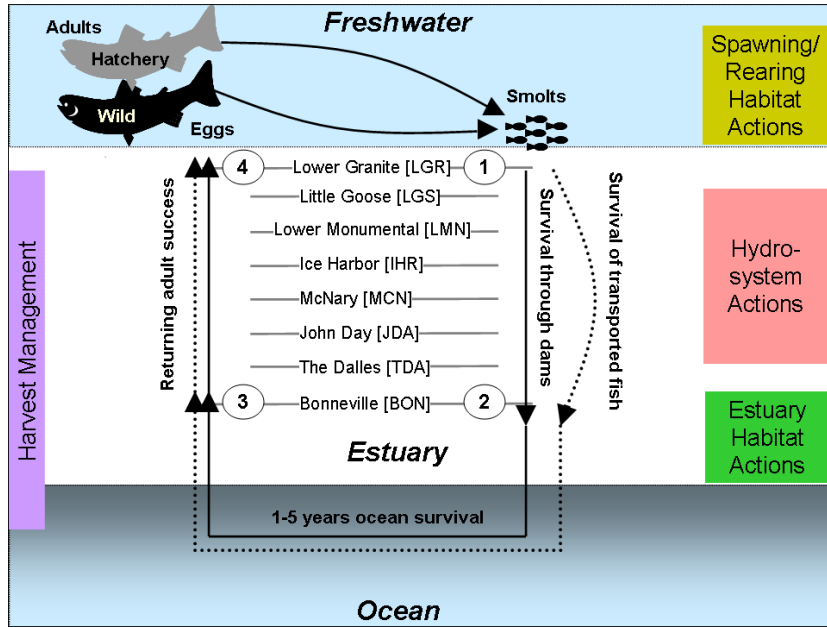 Freshwater
Adults
Hatchery
Wild
Eggs
Smolts
Spawning/
Rearing
Habitat
Actions
4
Lower Granite [LGR]
1
Little Goose [LGS]
Lower Monumental [LMN]
Ice Harbor [IHR]
McNary [MCN]
John Day [JDA]
The Dalles [TDA]
3
Bonneville [BON]
2
Returning adult success
Survival through dams
Survival of transported fish
Harvest Management
Hydro-
system
Actions
Estuary
Habitat
Actions
Estuary
1-5 years ocean survival
Ocean